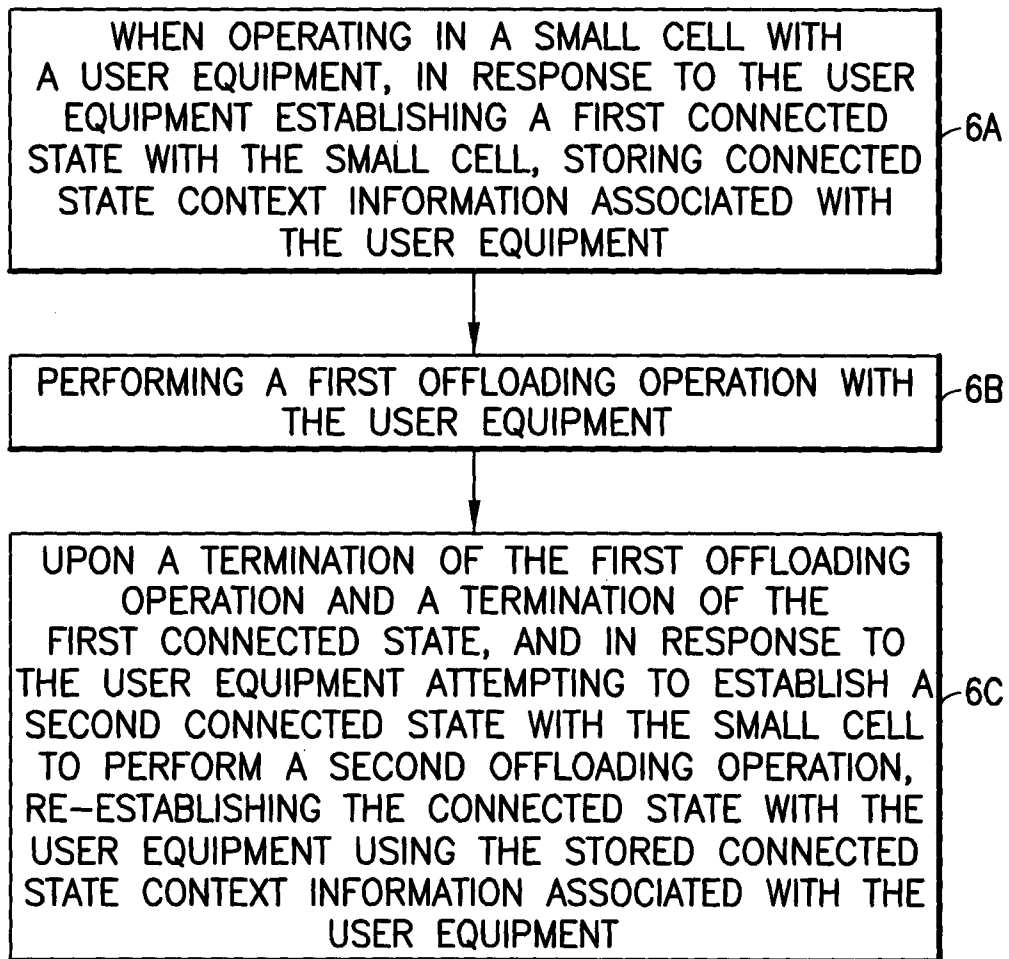 WHEN OPERATING IN A SMALL CELL WITH
A USER EQUIPMENT, IN RESPONSE TO THE USER
EQUIPMENT ESTABLISHING A FIRST CONNECTED
STATE WITH THE SMALL CELL, STORING CONNECTED
STATE CONTEXT INFORMATION ASSOCIATED WITH
THE USER EQUIPMENT
6A
PERFORMING A FIRST OFFLOADING OPERATION WITH
THE USER EQUIPMENT
6B
UPON A TERMINATION OF THE FIRST OFFLOADING
OPERATION AND A TERMINATION OF THE
FIRST CONNECTED STATE, AND IN RESPONSE TO
THE USER EQUIPMENT ATTEMPTING TO ESTABLISH A
SECOND CONNECTED STATE WITH THE SMALL CELL
TO PERFORM A SECOND OFFLOADING OPERATION,
RE-ESTABLISHING THE CONNECTED STATE WITH THE
USER EQUIPMENT USING THE STORED CONNECTED
STATE CONTEXT INFORMATION ASSOCIATED WITH THE
USER EQUIPMENT
6C